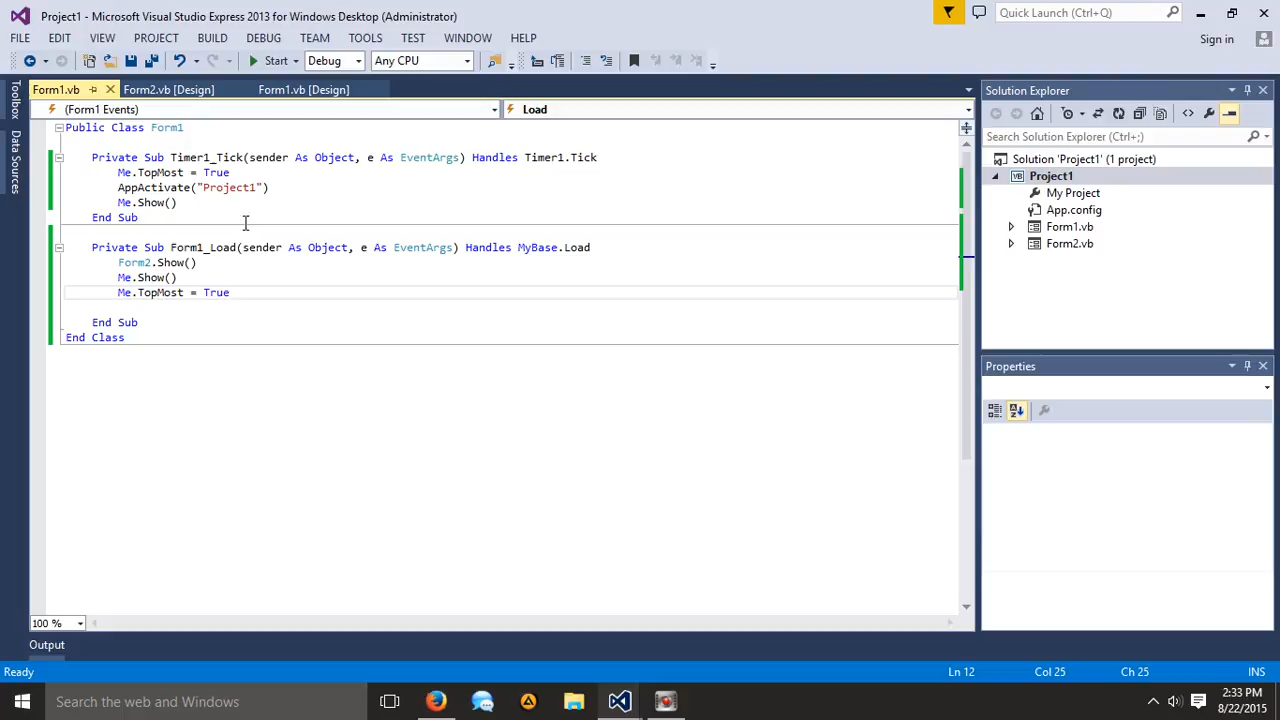 Project1 - Microsoft Visual Studio Express 2013 for Windows Desktop (Administrator)
Quick Launch (Ctrl+Q)
FILE EDIT VIEW PROJECT BUILD DEBUG TEAM TOOLS TEST WINDOW HELP
Sign in
Start Debug Any CPU
Toolbox
Data Sources
Form1.vb Form2.vb [Design] Form1.vb [Design]
(Form1 Events) Load
Public Class Form1
Private Sub Timer1_Tick(sender As Object, e As EventArgs) Handles Timer1.Tick
Me.TopMost = True
AppActivate("Project1")
Me.Show()
End Sub
Private Sub Form1_Load(sender As Object, e As EventArgs) Handles MyBase.Load
Form2.Show()
Me.Show()
Me.TopMost = True
End Sub
End Class
100 %
Output
Solution Explorer
Search Solution Explorer (Ctrl+;)
Solution 'Project1' (1 project)
VB Project1
My Project
App.config
Form1.vb
Form2.vb
Properties
Ready Ln 12 Col 25 Ch 25 INS
Search the web and Windows
2:33 PM
8/22/2015